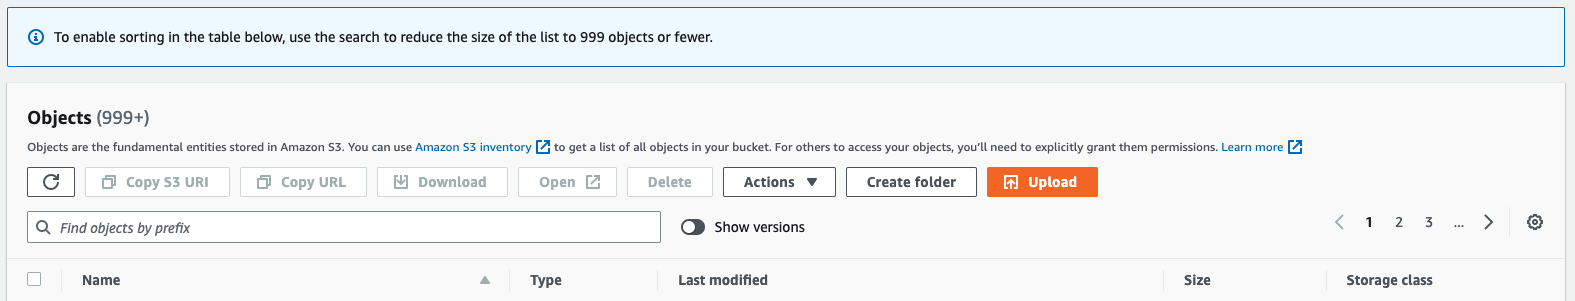 To enable sorting in the table below, use the search to reduce the size of the list to 999 objects or fewer.
Objects (999+)
Objects are the fundamental entities stored in Amazon S3. You can use Amazon S3 inventory to get a list of all objects in your bucket. For others to access your objects, you'll need to explicitly grant them permissions. Learn more
Copy S3 URI Copy URL Download Open Delete Actions Create folder Upload
Find objects by prefix Show versions 1 2 3 ...
Name Type Last modified Size Storage class